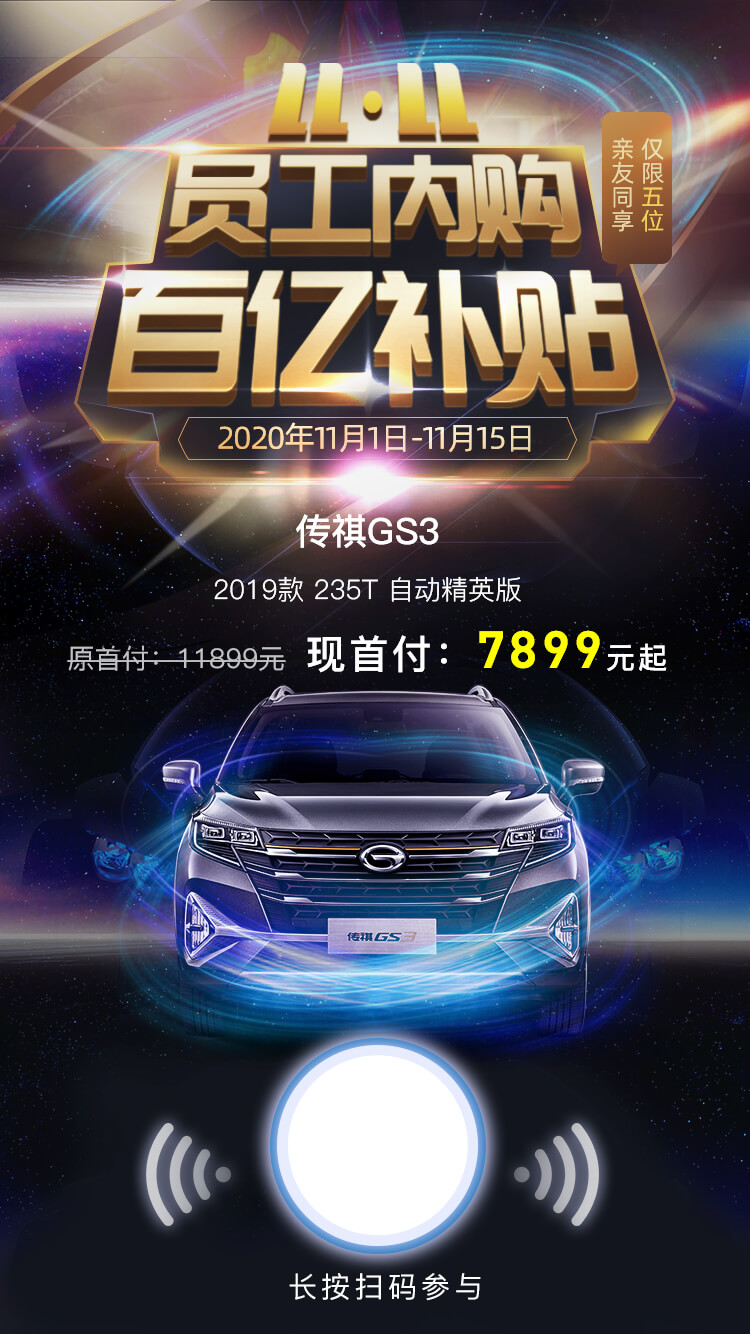 11·11
员工内购
仅限五位
亲友同享
百亿补贴
2020年11月1日-11月15日
传祺GS3
2019款 235T 自动精英版
原首付：11899元 现首付：7899元起
传祺GS3
长按扫码参与